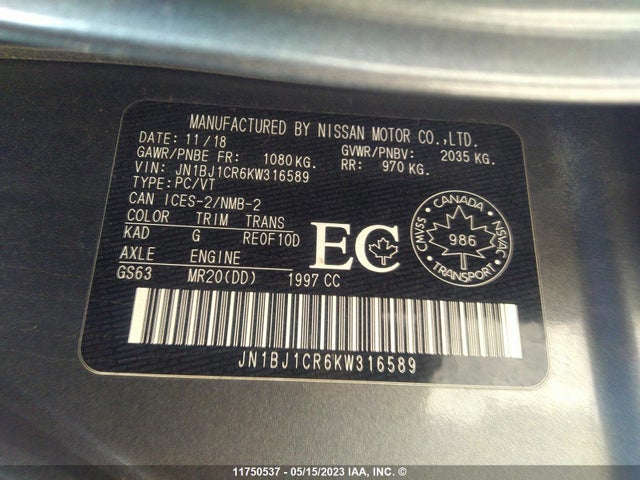 MANUFACTURED BY NISSAN MOTOR CO.,LTD.
DATE: 11/18 GVWR/PNBV: 2035 KG.
GAWR/PNBE FR: 1080 KG. RR: 970 KG.
VIN: JN1BJ1CR6KW316589
TYPE: PC/VT
CAN ICES-2/NMB-2
COLOR TRIM TRANS
KAD G RE0F10D
AXLE ENGINE
GS63 MR20(DD) 1997 CC
EC
CANADA
CMVSS 986 NSVAC
TRANSPORT
JN1BJ1CR6KW316589
11750537 - 05/15/2023 IAA, Inc. ©